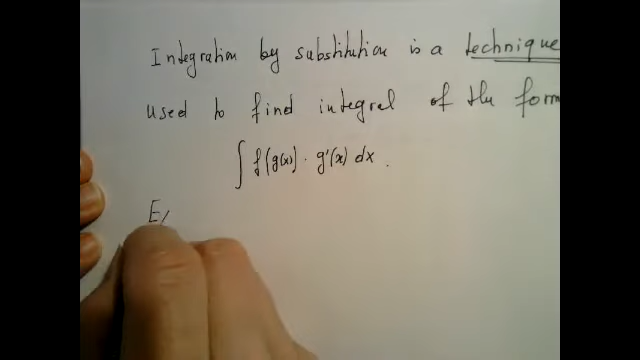 Integration by substitution is a technique
used to find integral of the form
∫ f(g(x)) · g'(x) dx .
E